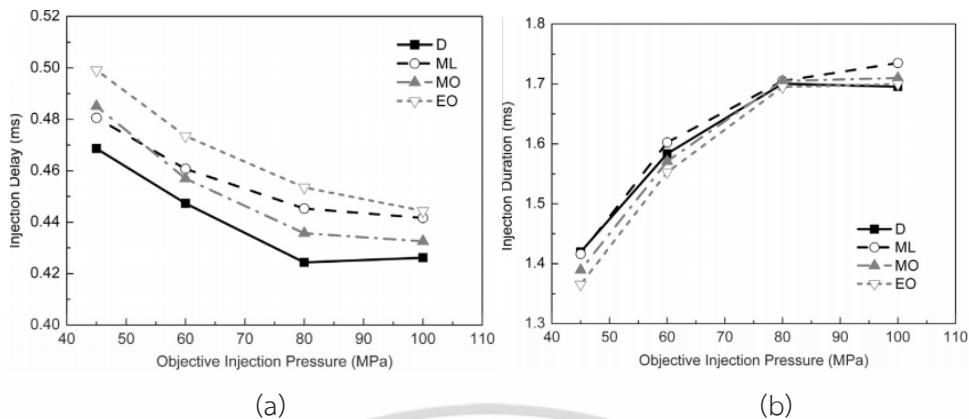 0.52
0.50
0.48
0.46
0.44
0.42
0.40
Injection Delay (ms)
D
ML
MO
EO
40 50 60 70 80 90 100 110
Objective Injection Pressure (MPa)
(a)
1.8
1.7
1.6
1.5
1.4
1.3
Injection Duration (ms)
D
ML
MO
EO
40 50 60 70 80 90 100 110
Objective Injection Pressure (MPa)
(b)